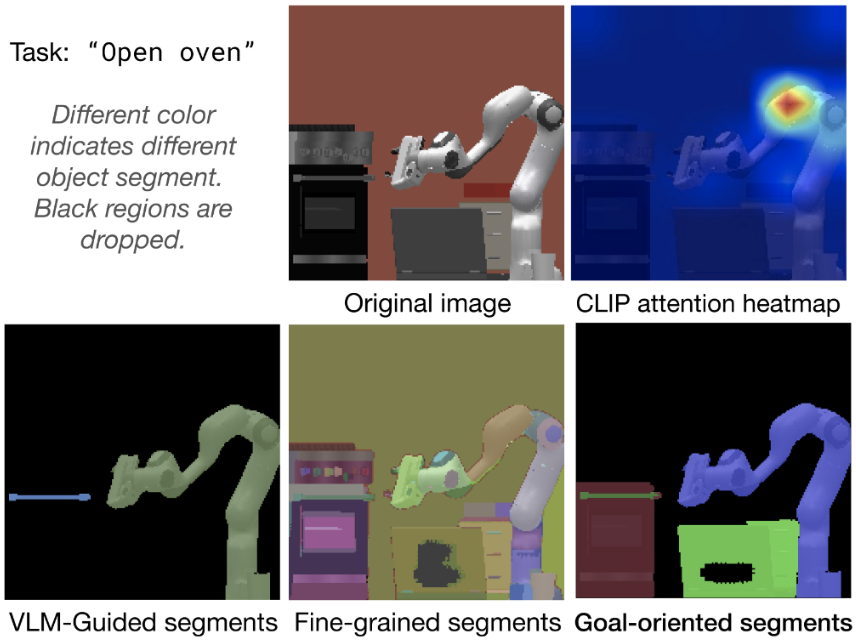 Task: “Open oven”
Different color
indicates different
object segment.
Black regions are
dropped.
Original image
CLIP attention heatmap
VLM-Guided segments
Fine-grained segments
Goal-oriented segments